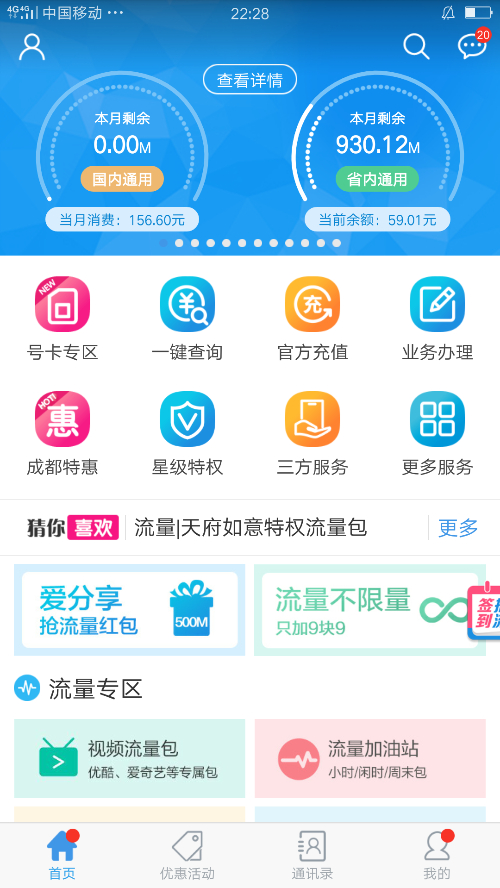 4G 4G 中国移动 ··· 22:28
20
查看详情
本月剩余 本月剩余
0.00M 930.12M
国内通用 省内通用
当月消费：156.60元 当前余额：59.01元
NEW
号卡专区 一键查询 官方充值 业务办理
HOT!
惠 充
成都特惠 星级特权 三方服务 更多服务
猜你喜欢 流量|天府如意特权流量包 更多
爱分享 流量不限量
抢流量红包 500M 只加9块9
签到
流量专区
视频流量包 流量加油站
优酷、爱奇艺等专属包 小时/闲时/周末包
首页 优惠活动 通讯录 我的